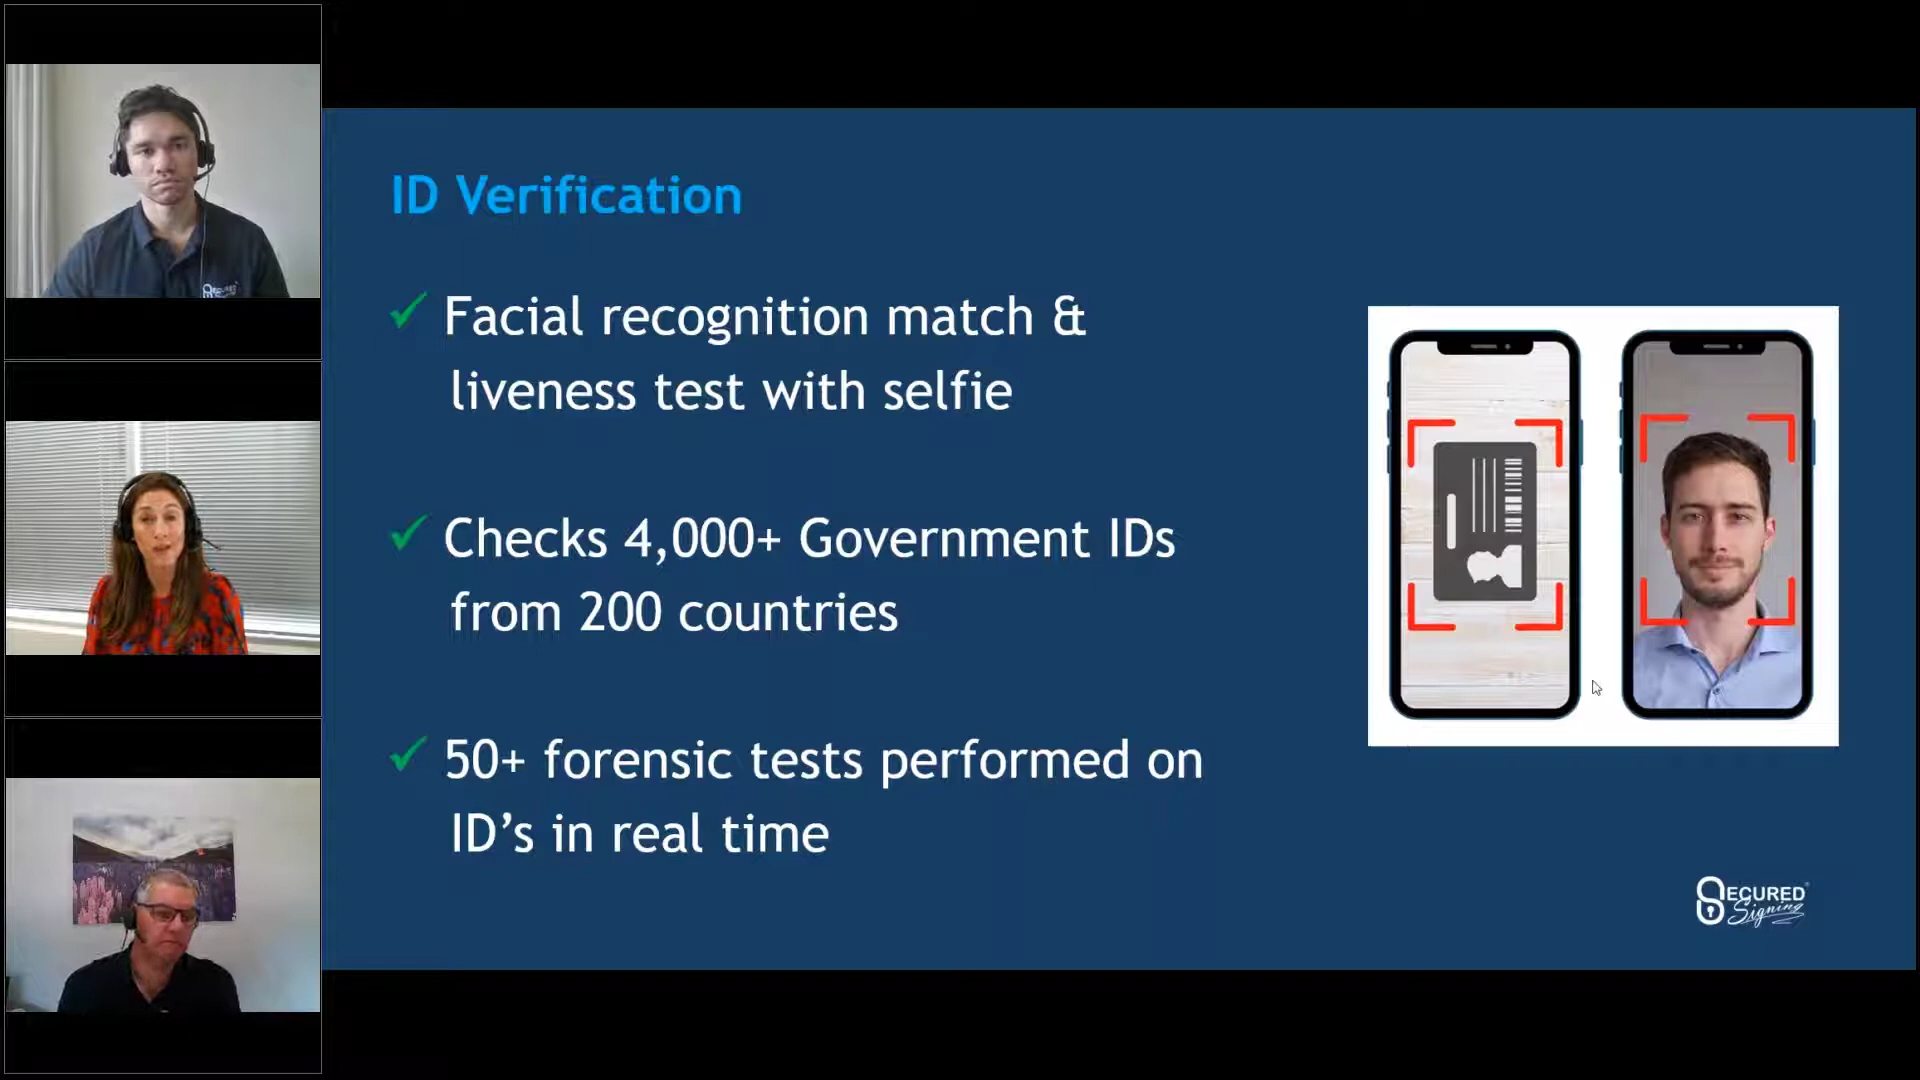 ID Verification
✓ Facial recognition match &
liveness test with selfie
✓ Checks 4,000+ Government IDs
from 200 countries
✓ 50+ forensic tests performed on
ID’s in real time
SECURED
Signing
SECURED